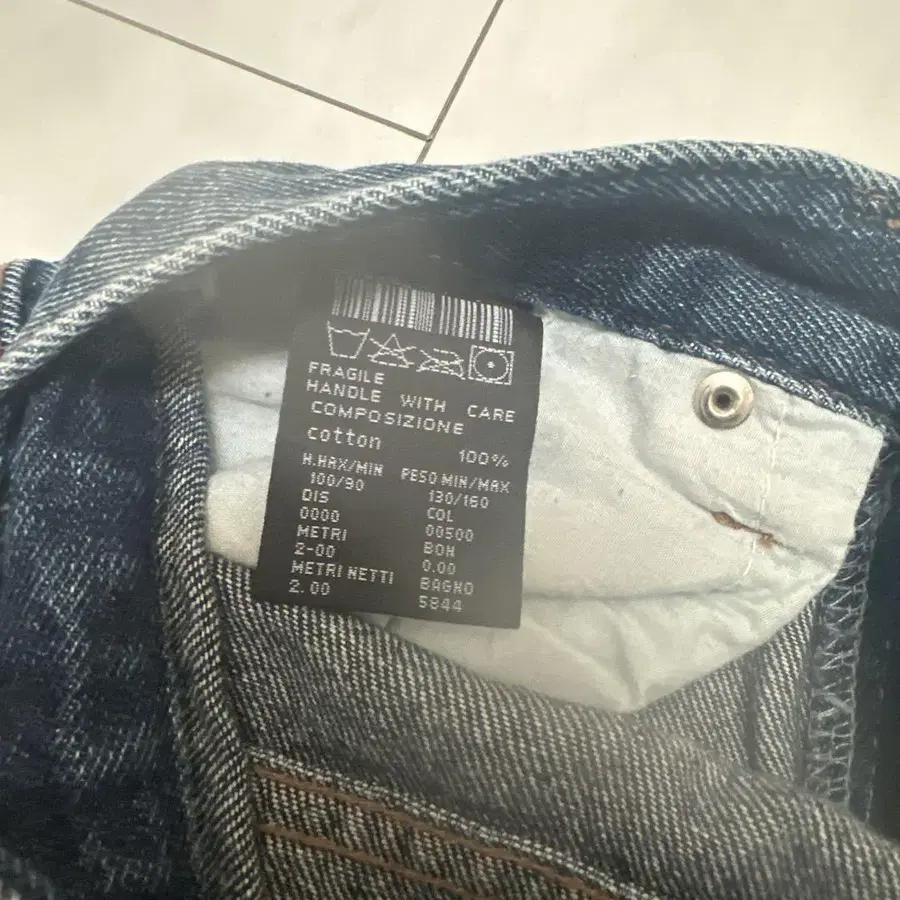 FRAGILE
HANDLE WITH CARE
COMPOSIZIONE
cotton 100%
H.MAX/MIN PESO MIN/MAX
100/90 130/160
DIS COL
0000 00500
METRI BOH
2-00 0.00
METRI NETTI BAGNO
2.00 5844